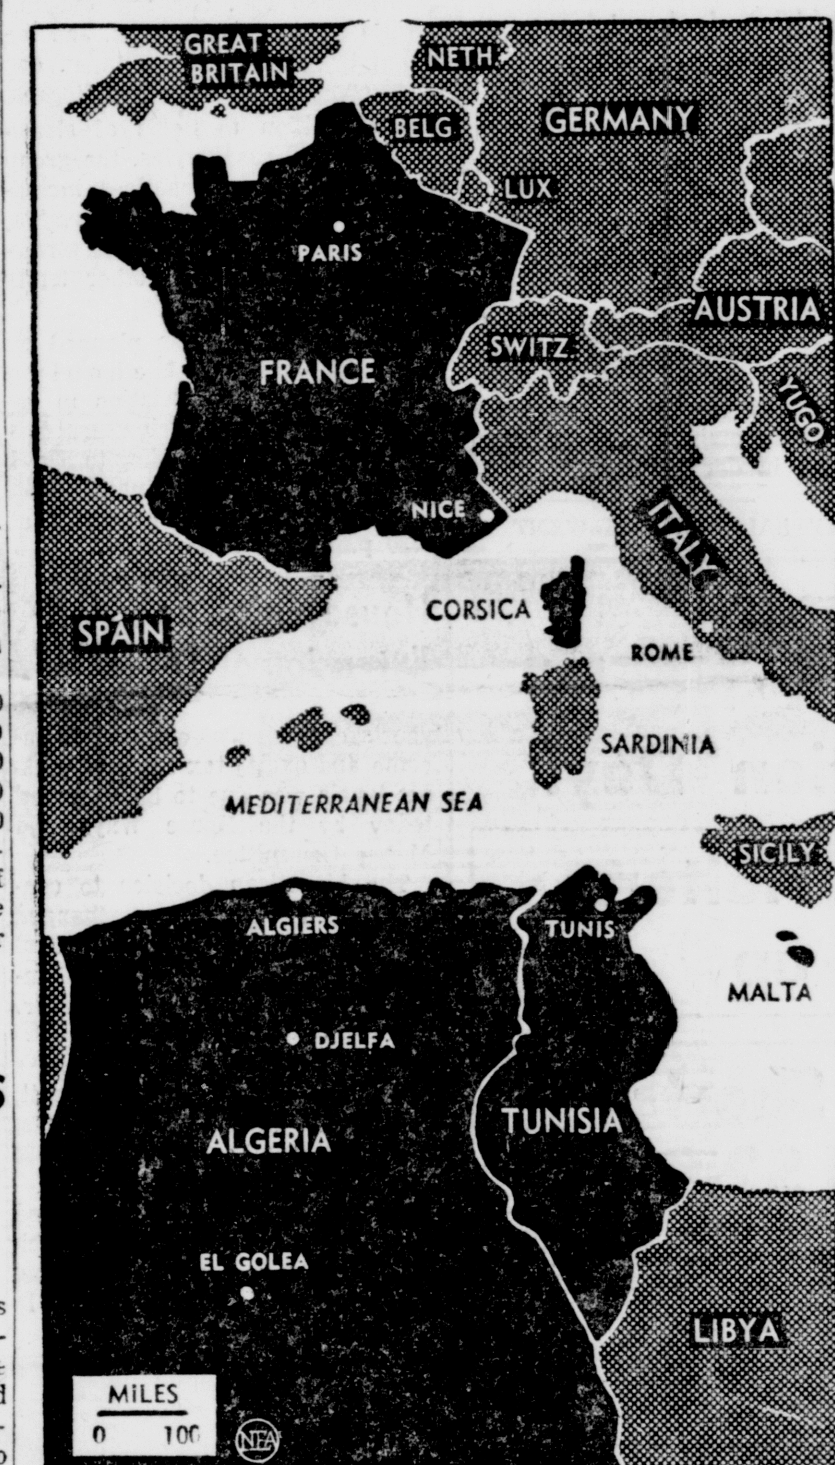 GREAT
BRITAIN
NETH.
BELG
GERMANY
LUX
PARIS
AUSTRIA
SWITZ
FRANCE
YUGO
NICE
ITALY
CORSICA
SPAIN
ROME
SARDINIA
MEDITERRANEAN SEA
SICILY
ALGIERS
TUNIS
MALTA
DJELFA
TUNISIA
ALGERIA
EL GOLEA
LIBYA
MILES
0 100
NEA